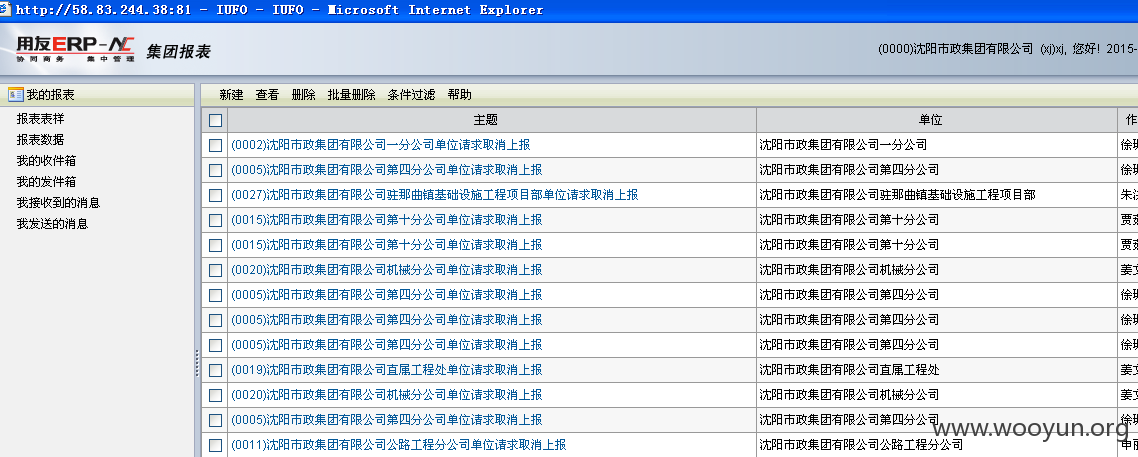 http://58.83.244.38:81 - IUFO - IUFO - Microsoft Internet Explorer
用友ERP-NC 集团报表
协同商务 集中管理
(0000)沈阳市政集团有限公司 (xj)xj, 您好! 2015-
我的报表
报表表样
报表数据
我的收件箱
我的发件箱
我接收到的消息
我发送的消息
新建 查看 删除 批量删除 条件过滤 帮助
主题 单位 作
(0002)沈阳市政集团有限公司一分公司单位请求取消上报 沈阳市政集团有限公司一分公司 徐
(0005)沈阳市政集团有限公司第四分公司单位请求取消上报 沈阳市政集团有限公司第四分公司 徐
(0027)沈阳市政集团有限公司驻那曲镇基础设施工程项目部单位请求取消上报 沈阳市政集团有限公司驻那曲镇基础设施工程项目部 朱
(0015)沈阳市政集团有限公司第十分公司单位请求取消上报 沈阳市政集团有限公司第十分公司 贾
(0015)沈阳市政集团有限公司第十分公司单位请求取消上报 沈阳市政集团有限公司第十分公司 贾
(0020)沈阳市政集团有限公司机械分公司单位请求取消上报 沈阳市政集团有限公司机械分公司 姜
(0005)沈阳市政集团有限公司第四分公司单位请求取消上报 沈阳市政集团有限公司第四分公司 徐
(0005)沈阳市政集团有限公司第四分公司单位请求取消上报 沈阳市政集团有限公司第四分公司 徐
(0005)沈阳市政集团有限公司第四分公司单位请求取消上报 沈阳市政集团有限公司第四分公司 徐
(0019)沈阳市政集团有限公司直属工程处单位请求取消上报 沈阳市政集团有限公司直属工程处 姜
(0020)沈阳市政集团有限公司机械分公司单位请求取消上报 沈阳市政集团有限公司机械分公司 姜
(0005)沈阳市政集团有限公司第四分公司单位请求取消上报 沈阳市政集团有限公司第四分公司 徐
(0011)沈阳市政集团有限公司公路工程分公司单位请求取消上报 沈阳市政集团有限公司公路工程分公司 申
www.wooyun.org